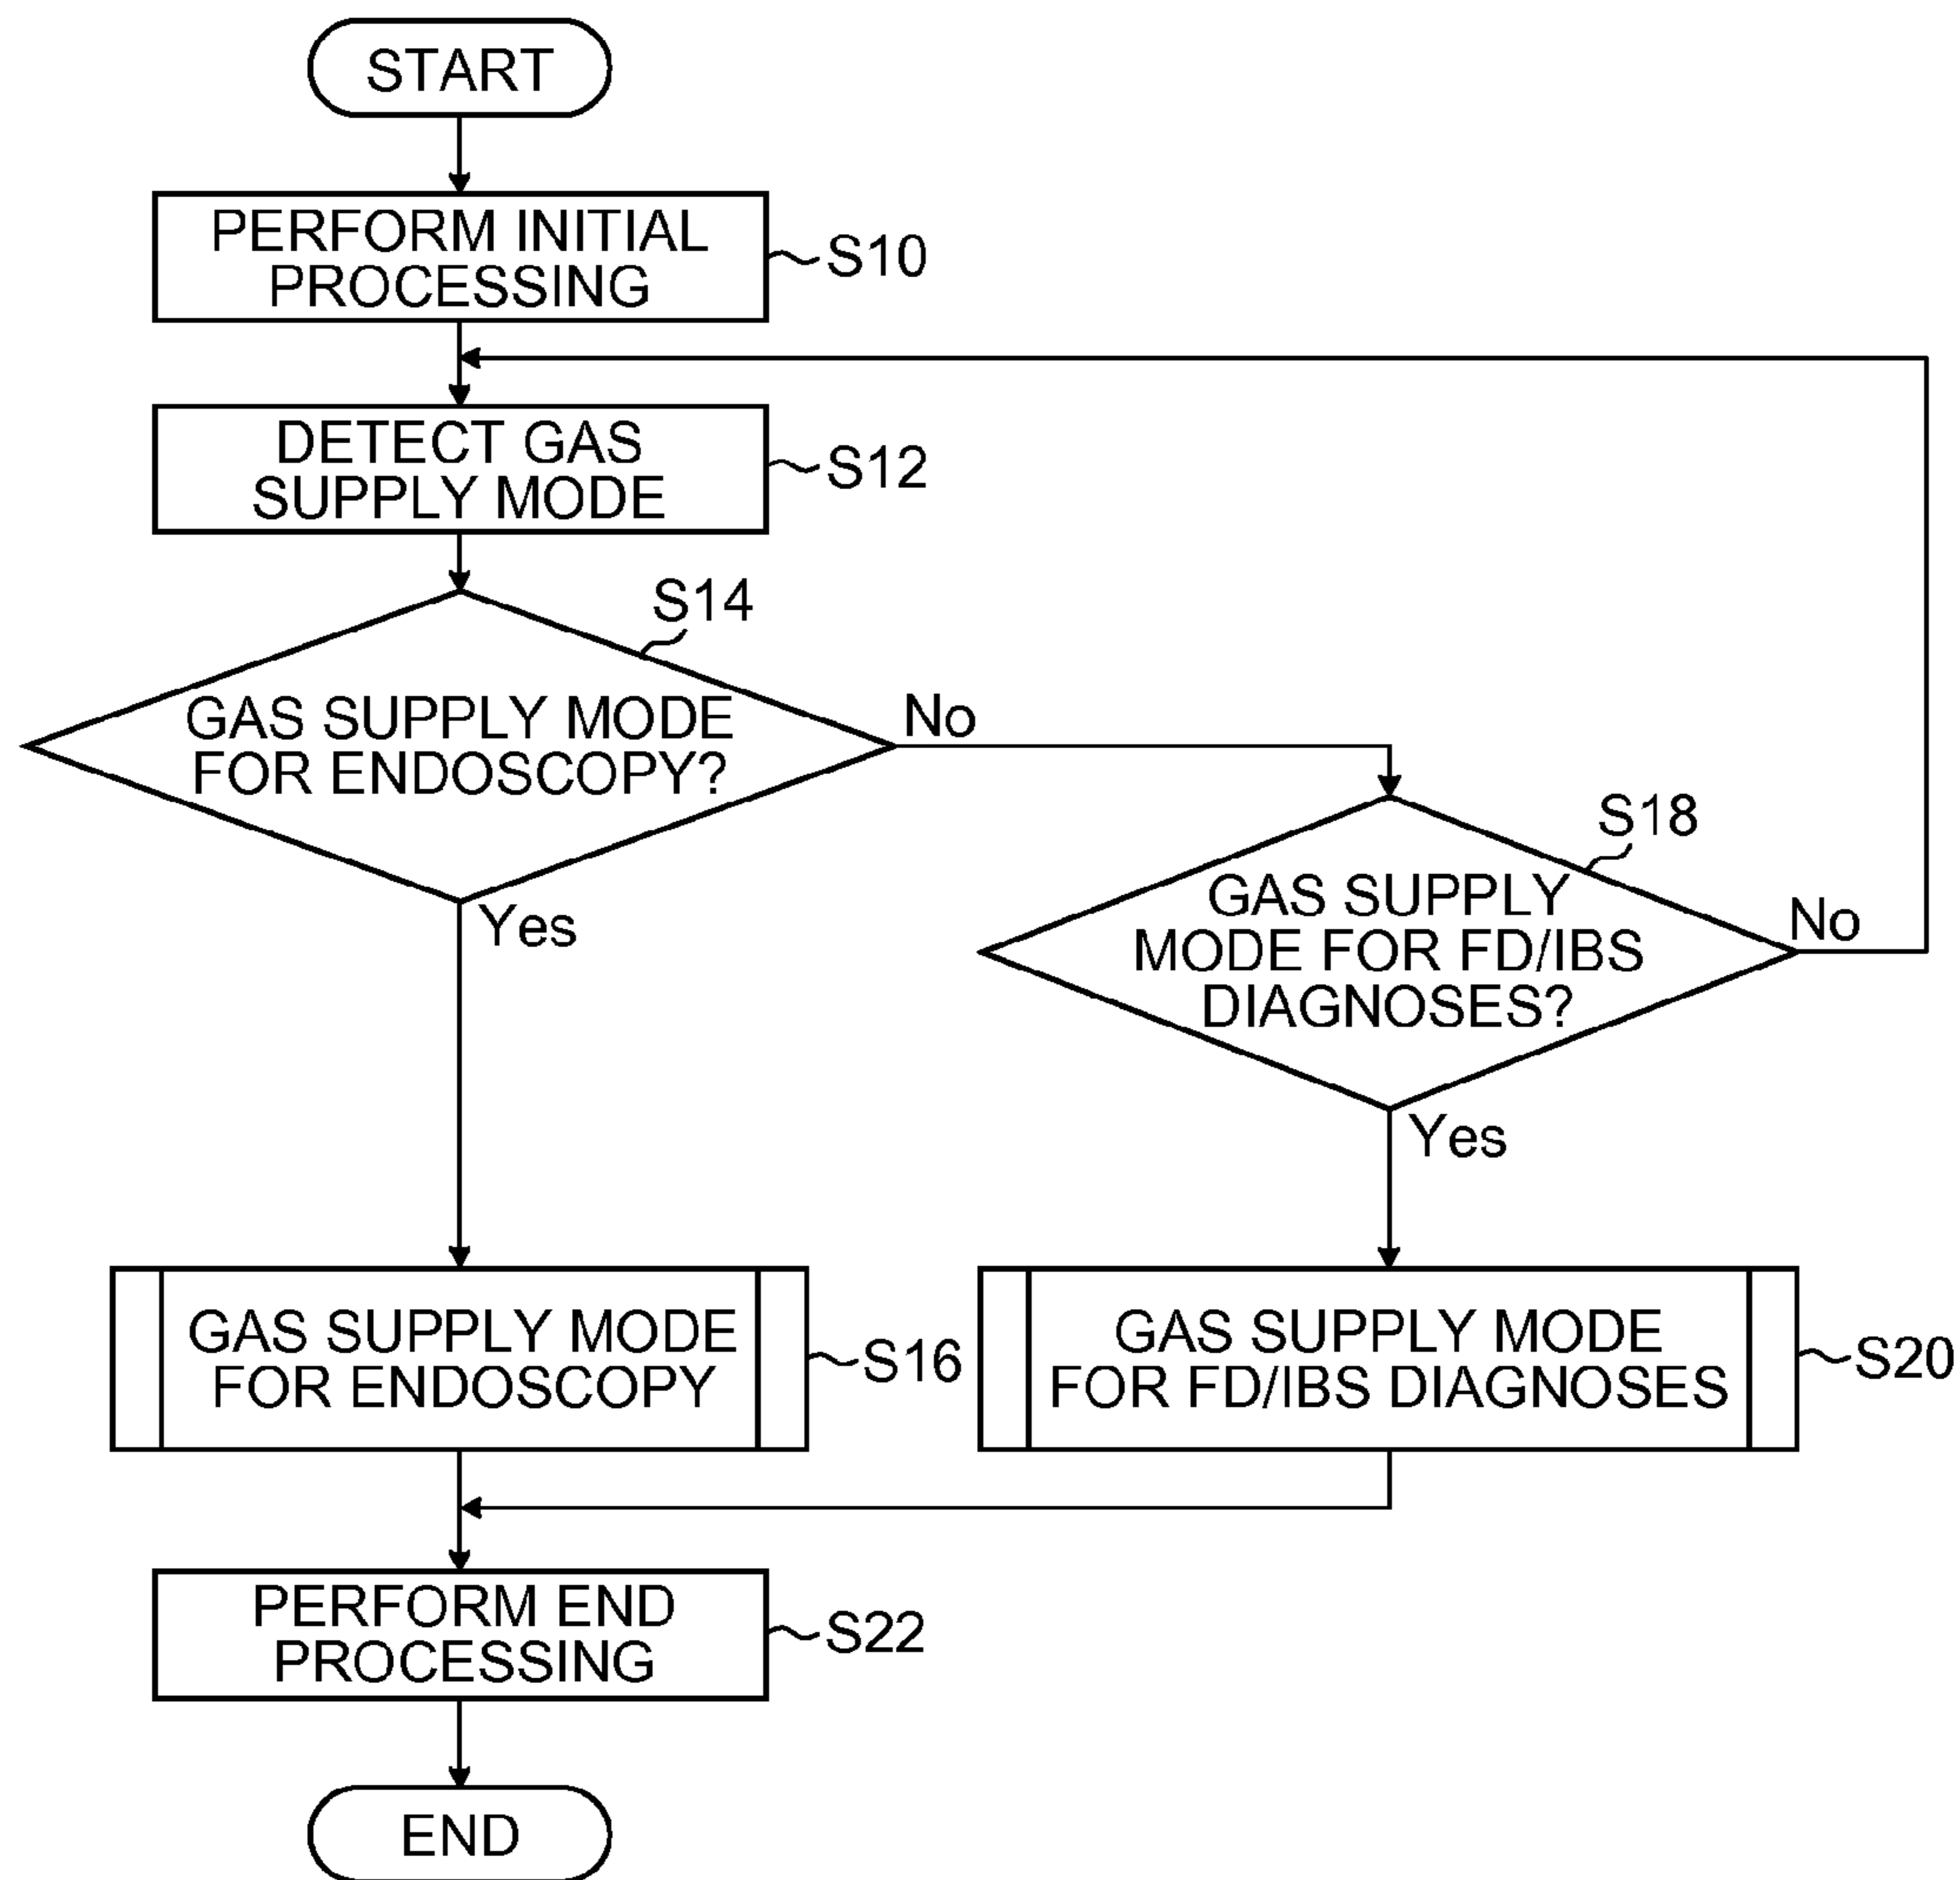 START
PERFORM INITIAL
PROCESSING
S10
DETECT GAS
SUPPLY MODE
S12
S14
GAS SUPPLY MODE
FOR ENDOSCOPY?
No
Yes
S18
GAS SUPPLY
MODE FOR FD/IBS
DIAGNOSES?
No
Yes
GAS SUPPLY MODE
FOR ENDOSCOPY
S16
GAS SUPPLY MODE
FOR FD/IBS DIAGNOSES
S20
PERFORM END
PROCESSING
S22
END